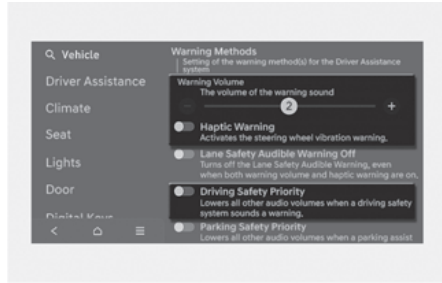 Vehicle
Driver Assistance
Climate
Seat
Lights
Door
Digital Keys
Warning Methods
Setting of the warning method(s) for the Driver Assistance
system
Warning Volume
The volume of the warning sound
2
Haptic Warning
Activates the steering wheel vibration warning.
Lane Safety Audible Warning Off
Turns off the Lane Safety Audible Warning, even
when both warning volume and haptic warning are on.
Driving Safety Priority
Lowers all other audio volumes when a driving safety
system sounds a warning.
Parking Safety Priority
Lowers all other audio volumes when a parking assist